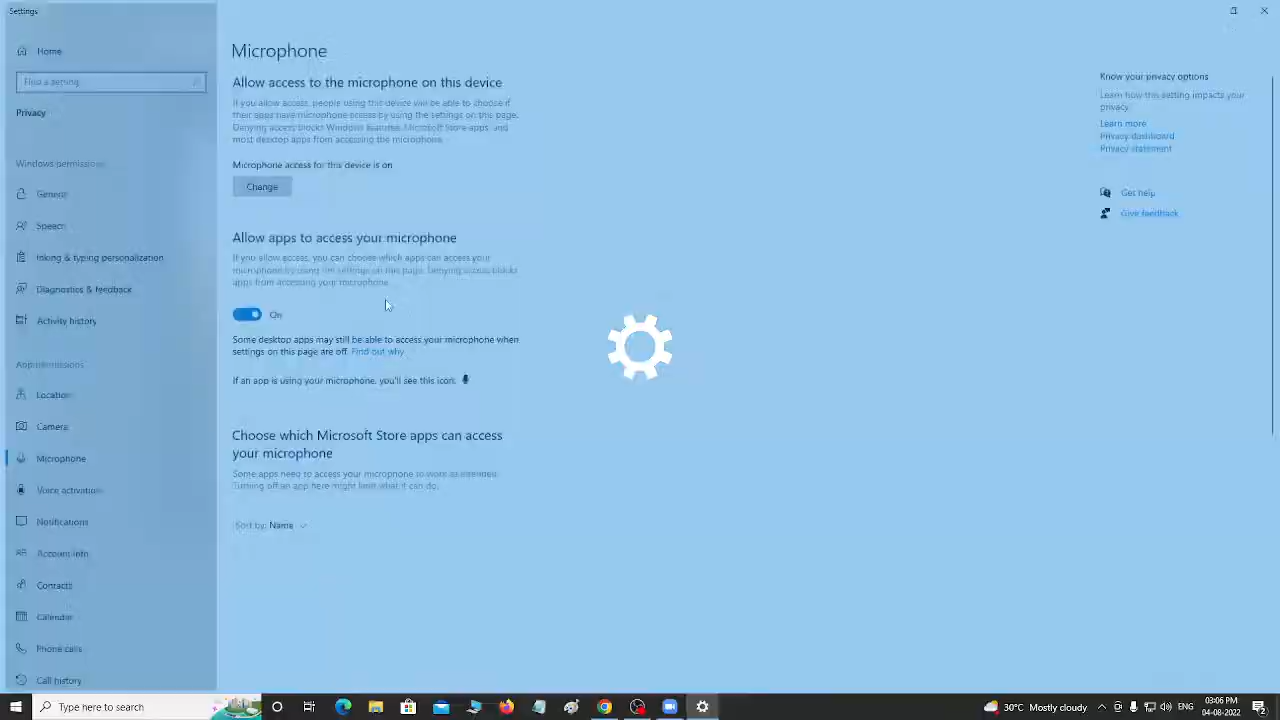 Settings
Home
Find a setting
Privacy
Windows permissions
General
Speech
Inking & typing personalization
Diagnostics & feedback
Activity history
App permissions
Location
Camera
Microphone
Voice activation
Notifications
Account info
Contacts
Calendar
Phone calls
Call history
Microphone
Allow access to the microphone on this device
If you allow access, people using this device will be able to choose if
their apps have microphone access by using the settings on this page.
Denying access blocks Windows features, Microsoft Store apps, and
most desktop apps from accessing the microphone.
Microphone access for this device is on
Change
Allow apps to access your microphone
If you allow access, you can choose which apps can access your
microphone by using the settings on this page. Denying access blocks
apps from accessing your microphone.
On
Some desktop apps may still be able to access your microphone when
settings on this page are off. Find out why
If an app is using your microphone, you'll see this icon:
Choose which Microsoft Store apps can access
your microphone
Some apps need to access your microphone to work as intended.
Turning off an app here might limit what it can do.
Sort by: Name
Know your privacy options
Learn how this setting impacts your
privacy.
Learn more
Privacy dashboard
Privacy statement
Get help
Give feedback
Type here to search
30°C Mostly cloudy
ENG
03:06 PM
04-08-2022